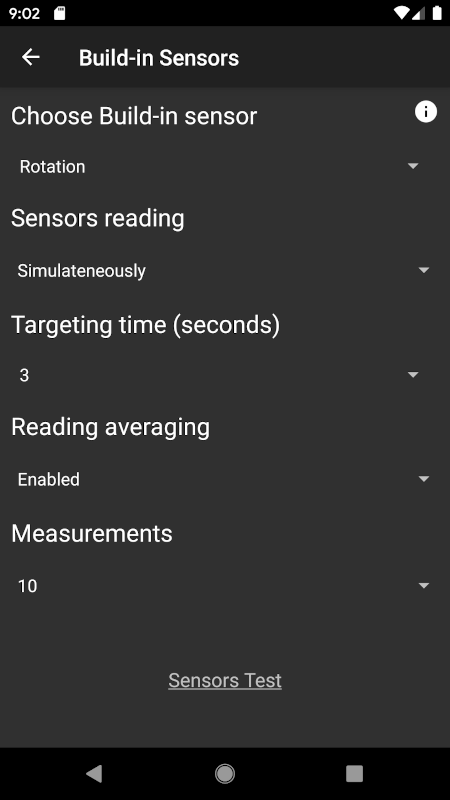 9:02
Build-in Sensors
Choose Build-in sensor
Rotation
Sensors reading
Simulateneously
Targeting time (seconds)
3
Reading averaging
Enabled
Measurements
10
Sensors Test